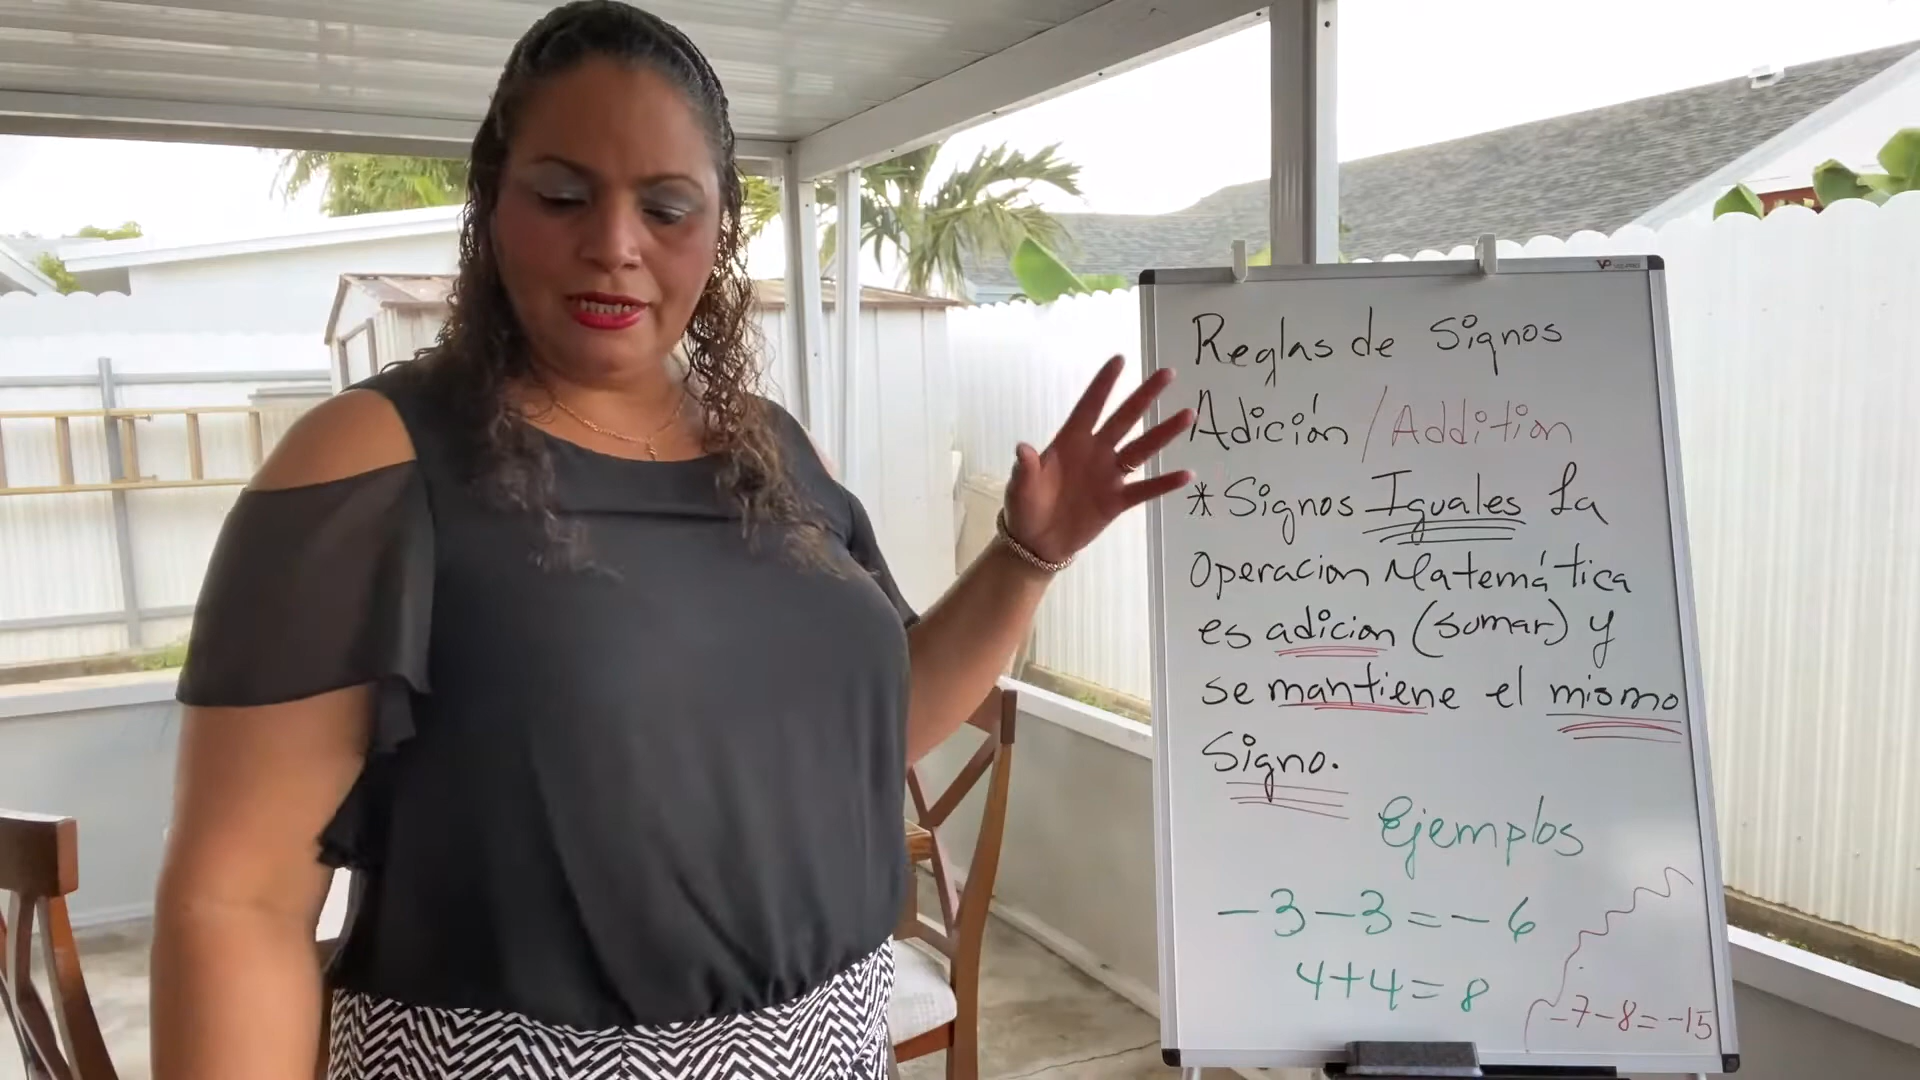 Reglas de Signos
Adición / Addition
* Signos Iguales La
Operacion Matemática
es adicion (sumar) y
se mantiene el mismo
Signo.
Ejemplos
-3-3=-6
4+4=8
-7-8=-15